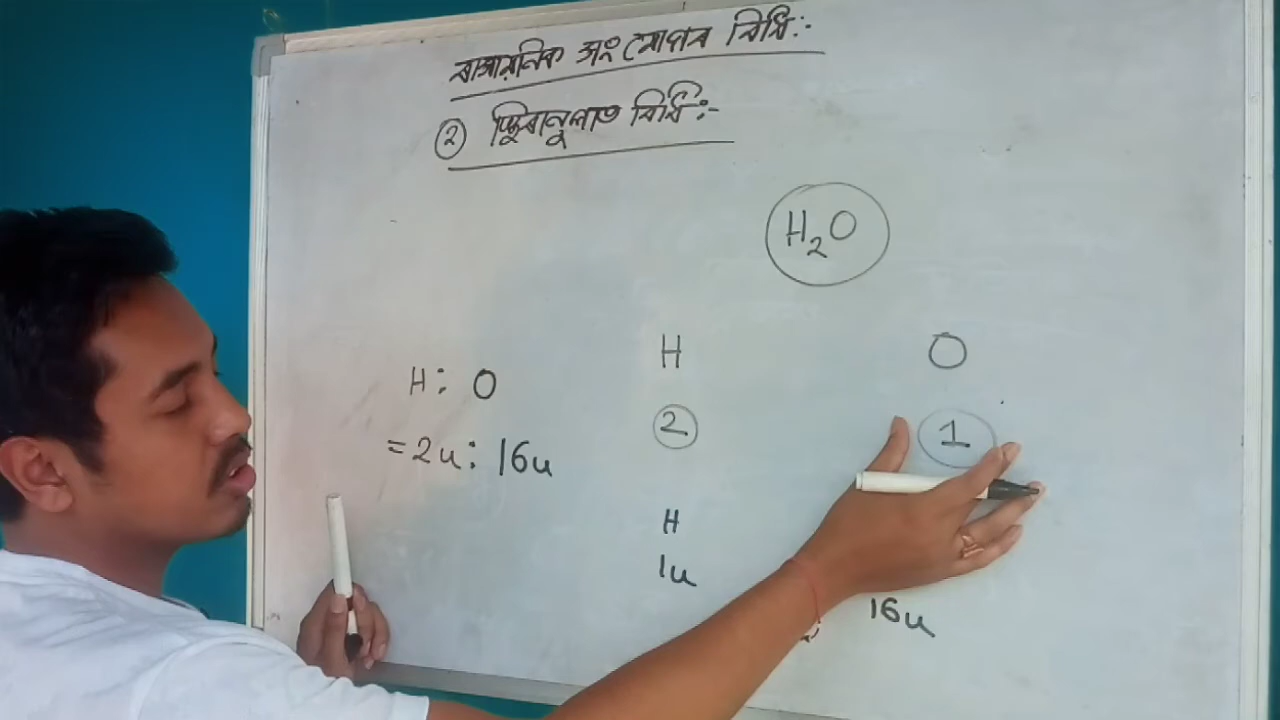 ৰাসায়নিক সংযোগৰ বিধি:-
② স্থিৰানুপাত বিধি:-
H₂O
H O
H : O
2 1
= 2u : 16u
H
1u
16u